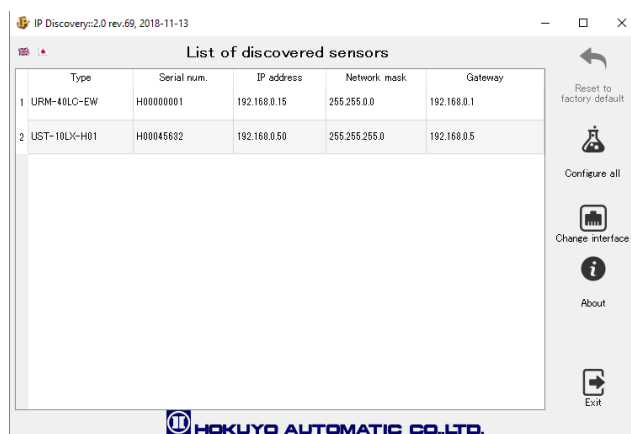 IP Discovery::2.0 rev.69, 2018-11-13
List of discovered sensors
Type Serial num. IP address Network mask Gateway
1 URM-40LC-EW H00000001 192.168.0.15 255.255.0.0 192.168.0.1
2 UST-10LX-H01 H00045632 192.168.0.50 255.255.255.0 192.168.0.5
Reset to
factory default
Configure all
Change interface
About
Exit
HOKUYO AUTOMATIC CO.,LTD.